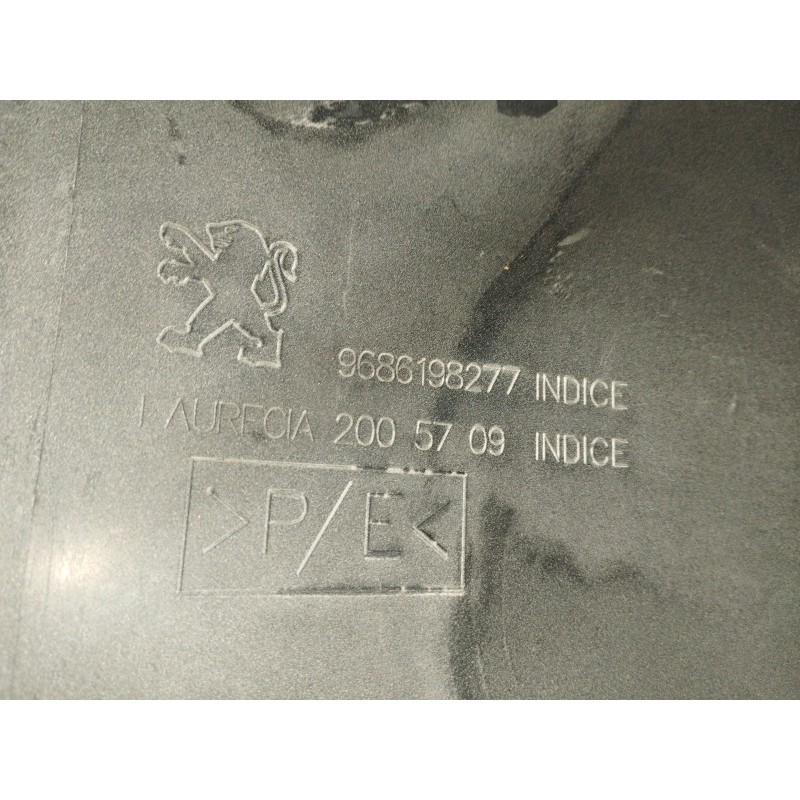 9686198277 INDICE
FAURECIA 200 57 09 INDICE
>P/E<